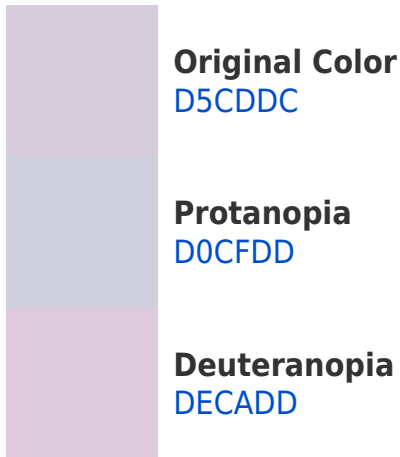 Original Color
D5CDDC
Protanopia
D0CFDD
Deuteranopia
DECADD